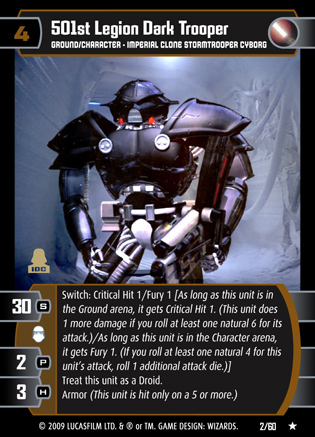 4
501st Legion Dark Trooper
GROUND/CHARACTER - IMPERIAL CLONE STORMTROOPER CYBORG
IDC
30 S
2 P
3 H
Switch: Critical Hit 1/Fury 1 [As long as this unit is in
the Ground arena, it gets Critical Hit 1. (This unit does
1 more damage if you roll at least one natural 6 for its
attack.)/As long as this unit is in the Character arena,
it gets Fury 1. (If you roll at least one natural 4 for this
unit's attack, roll 1 additional attack die.)]
Treat this unit as a Droid.
Armor (This unit is hit only on a 5 or more.)
© 2009 LUCASFILM LTD. & ® or TM. GAME DESIGN: WIZARDS.
2/60